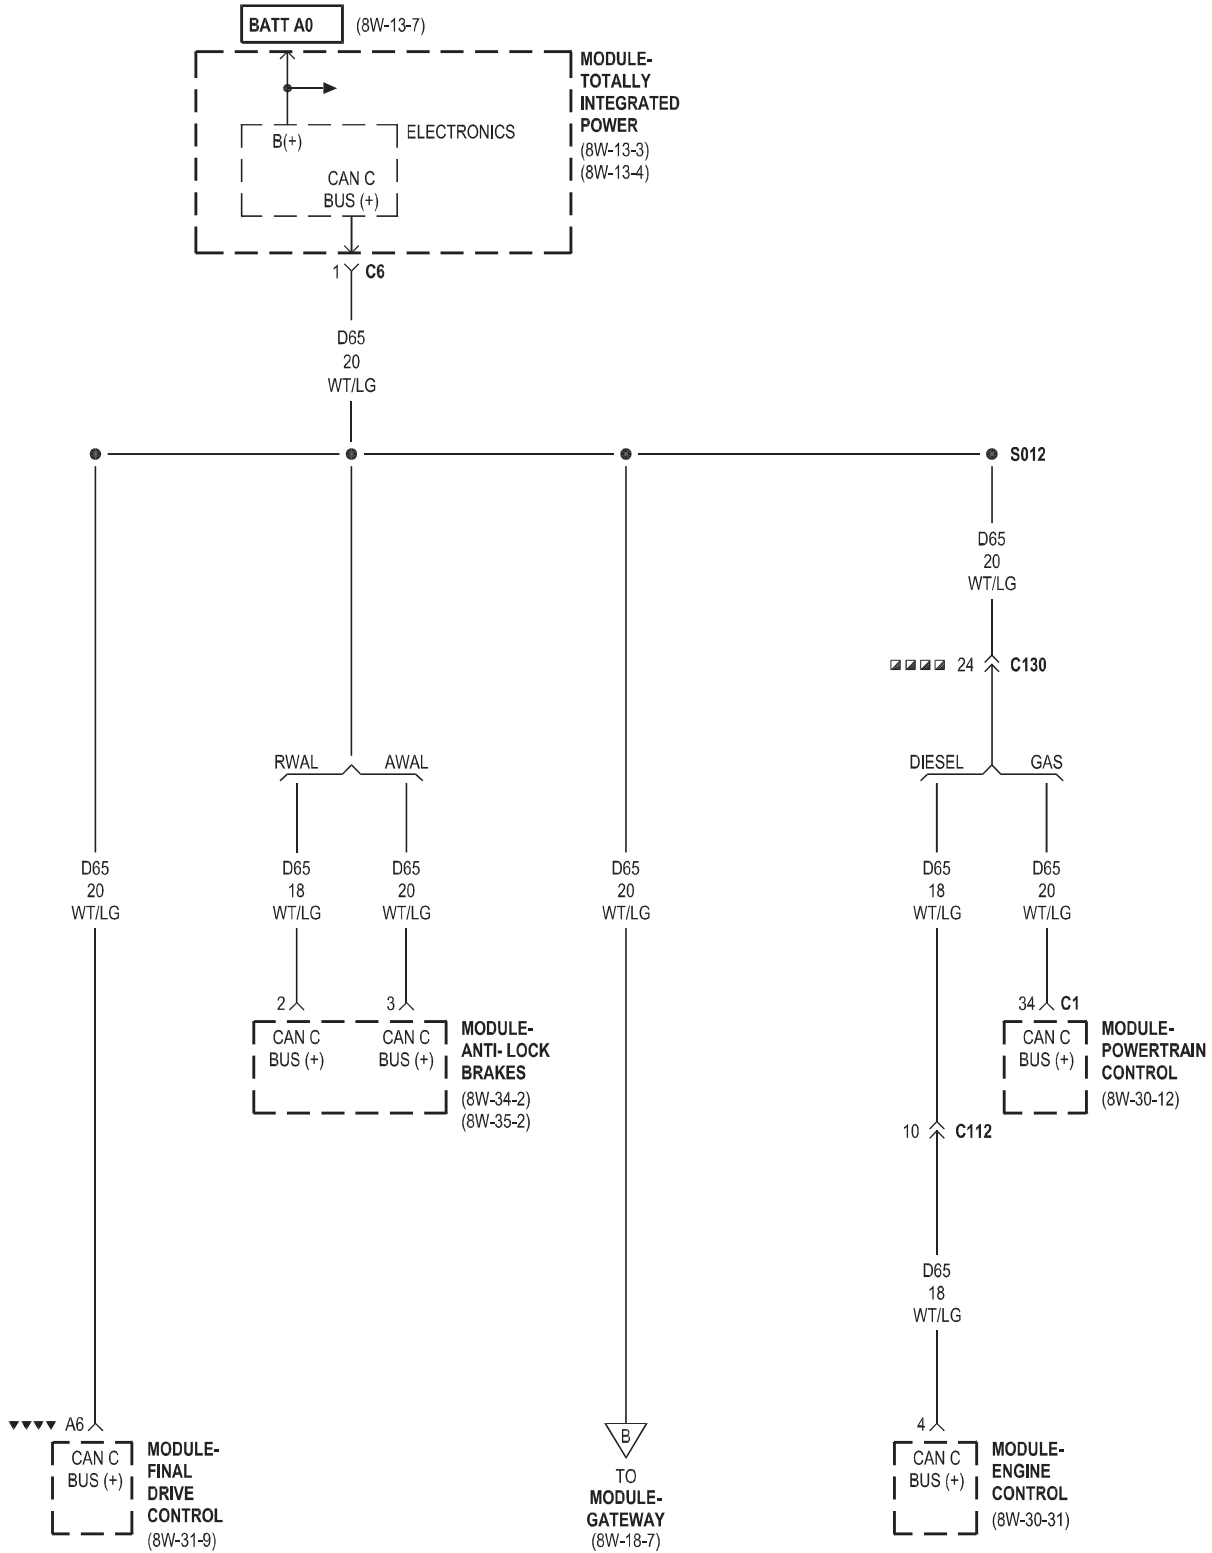 BATT A0 (8W-13-7)
MODULE-
TOTALLY
INTEGRATED
POWER
(8W-13-3)
(8W-13-4)
ELECTRONICS
B(+)
CAN C
BUS (+)
1 C6
D65
20
WT/LG
S012
D65
20
WT/LG
24 C130
RWAL AWAL
DIESEL GAS
D65
20
WT/LG
D65
18
WT/LG
D65
20
WT/LG
D65
20
WT/LG
D65
18
WT/LG
D65
20
WT/LG
2
3
CAN C
BUS (+)
CAN C
BUS (+)
MODULE-
ANTI- LOCK
BRAKES
(8W-34-2)
(8W-35-2)
34 C1
CAN C
BUS (+)
MODULE-
POWERTRAIN
CONTROL
(8W-30-12)
10 C112
D65
18
WT/LG
A6
CAN C
BUS (+)
MODULE-
FINAL
DRIVE
CONTROL
(8W-31-9)
B
TO
MODULE-
GATEWAY
(8W-18-7)
4
CAN C
BUS (+)
MODULE-
ENGINE
CONTROL
(8W-30-31)